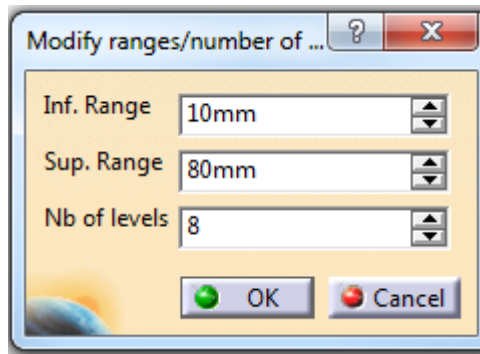 Modify ranges/number of ...
Inf. Range 10mm
Sup. Range 80mm
Nb of levels 8
OK Cancel